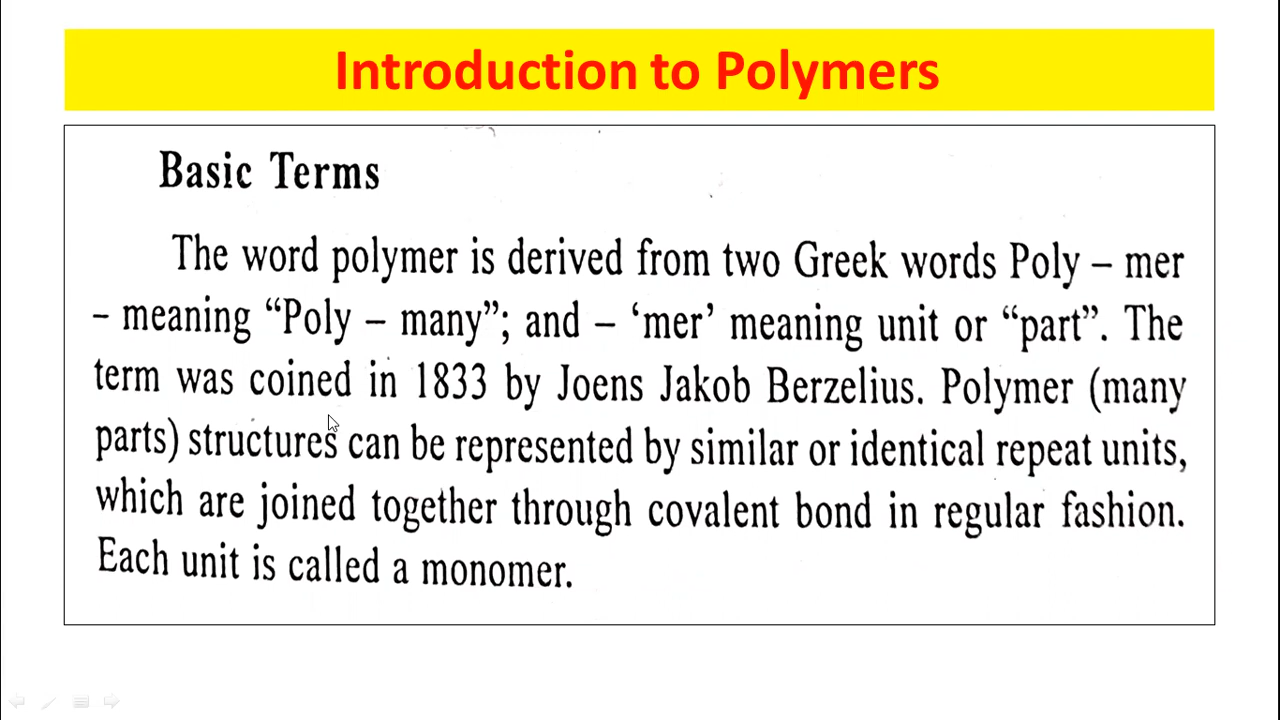 Introduction to Polymers
Basic Terms
The word polymer is derived from two Greek words Poly – mer
– meaning “Poly – many”; and – ‘mer’ meaning unit or “part”. The
term was coined in 1833 by Joens Jakob Berzelius. Polymer (many
parts) structures can be represented by similar or identical repeat units,
which are joined together through covalent bond in regular fashion.
Each unit is called a monomer.